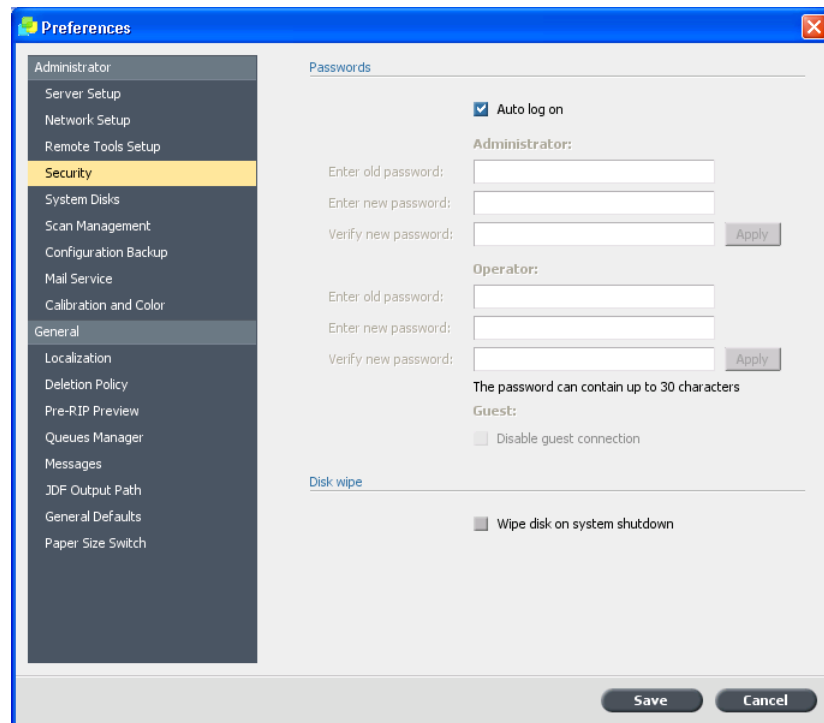 Preferences
Administrator
Server Setup
Network Setup
Remote Tools Setup
Security
System Disks
Scan Management
Configuration Backup
Mail Service
Calibration and Color
General
Localization
Deletion Policy
Pre-RIP Preview
Queues Manager
Messages
JDF Output Path
General Defaults
Paper Size Switch
Passwords
Auto log on
Administrator:
Enter old password:
Enter new password:
Verify new password: Apply
Operator:
Enter old password:
Enter new password:
Verify new password: Apply
The password can contain up to 30 characters
Guest:
Disable guest connection
Disk wipe
Wipe disk on system shutdown
Save Cancel